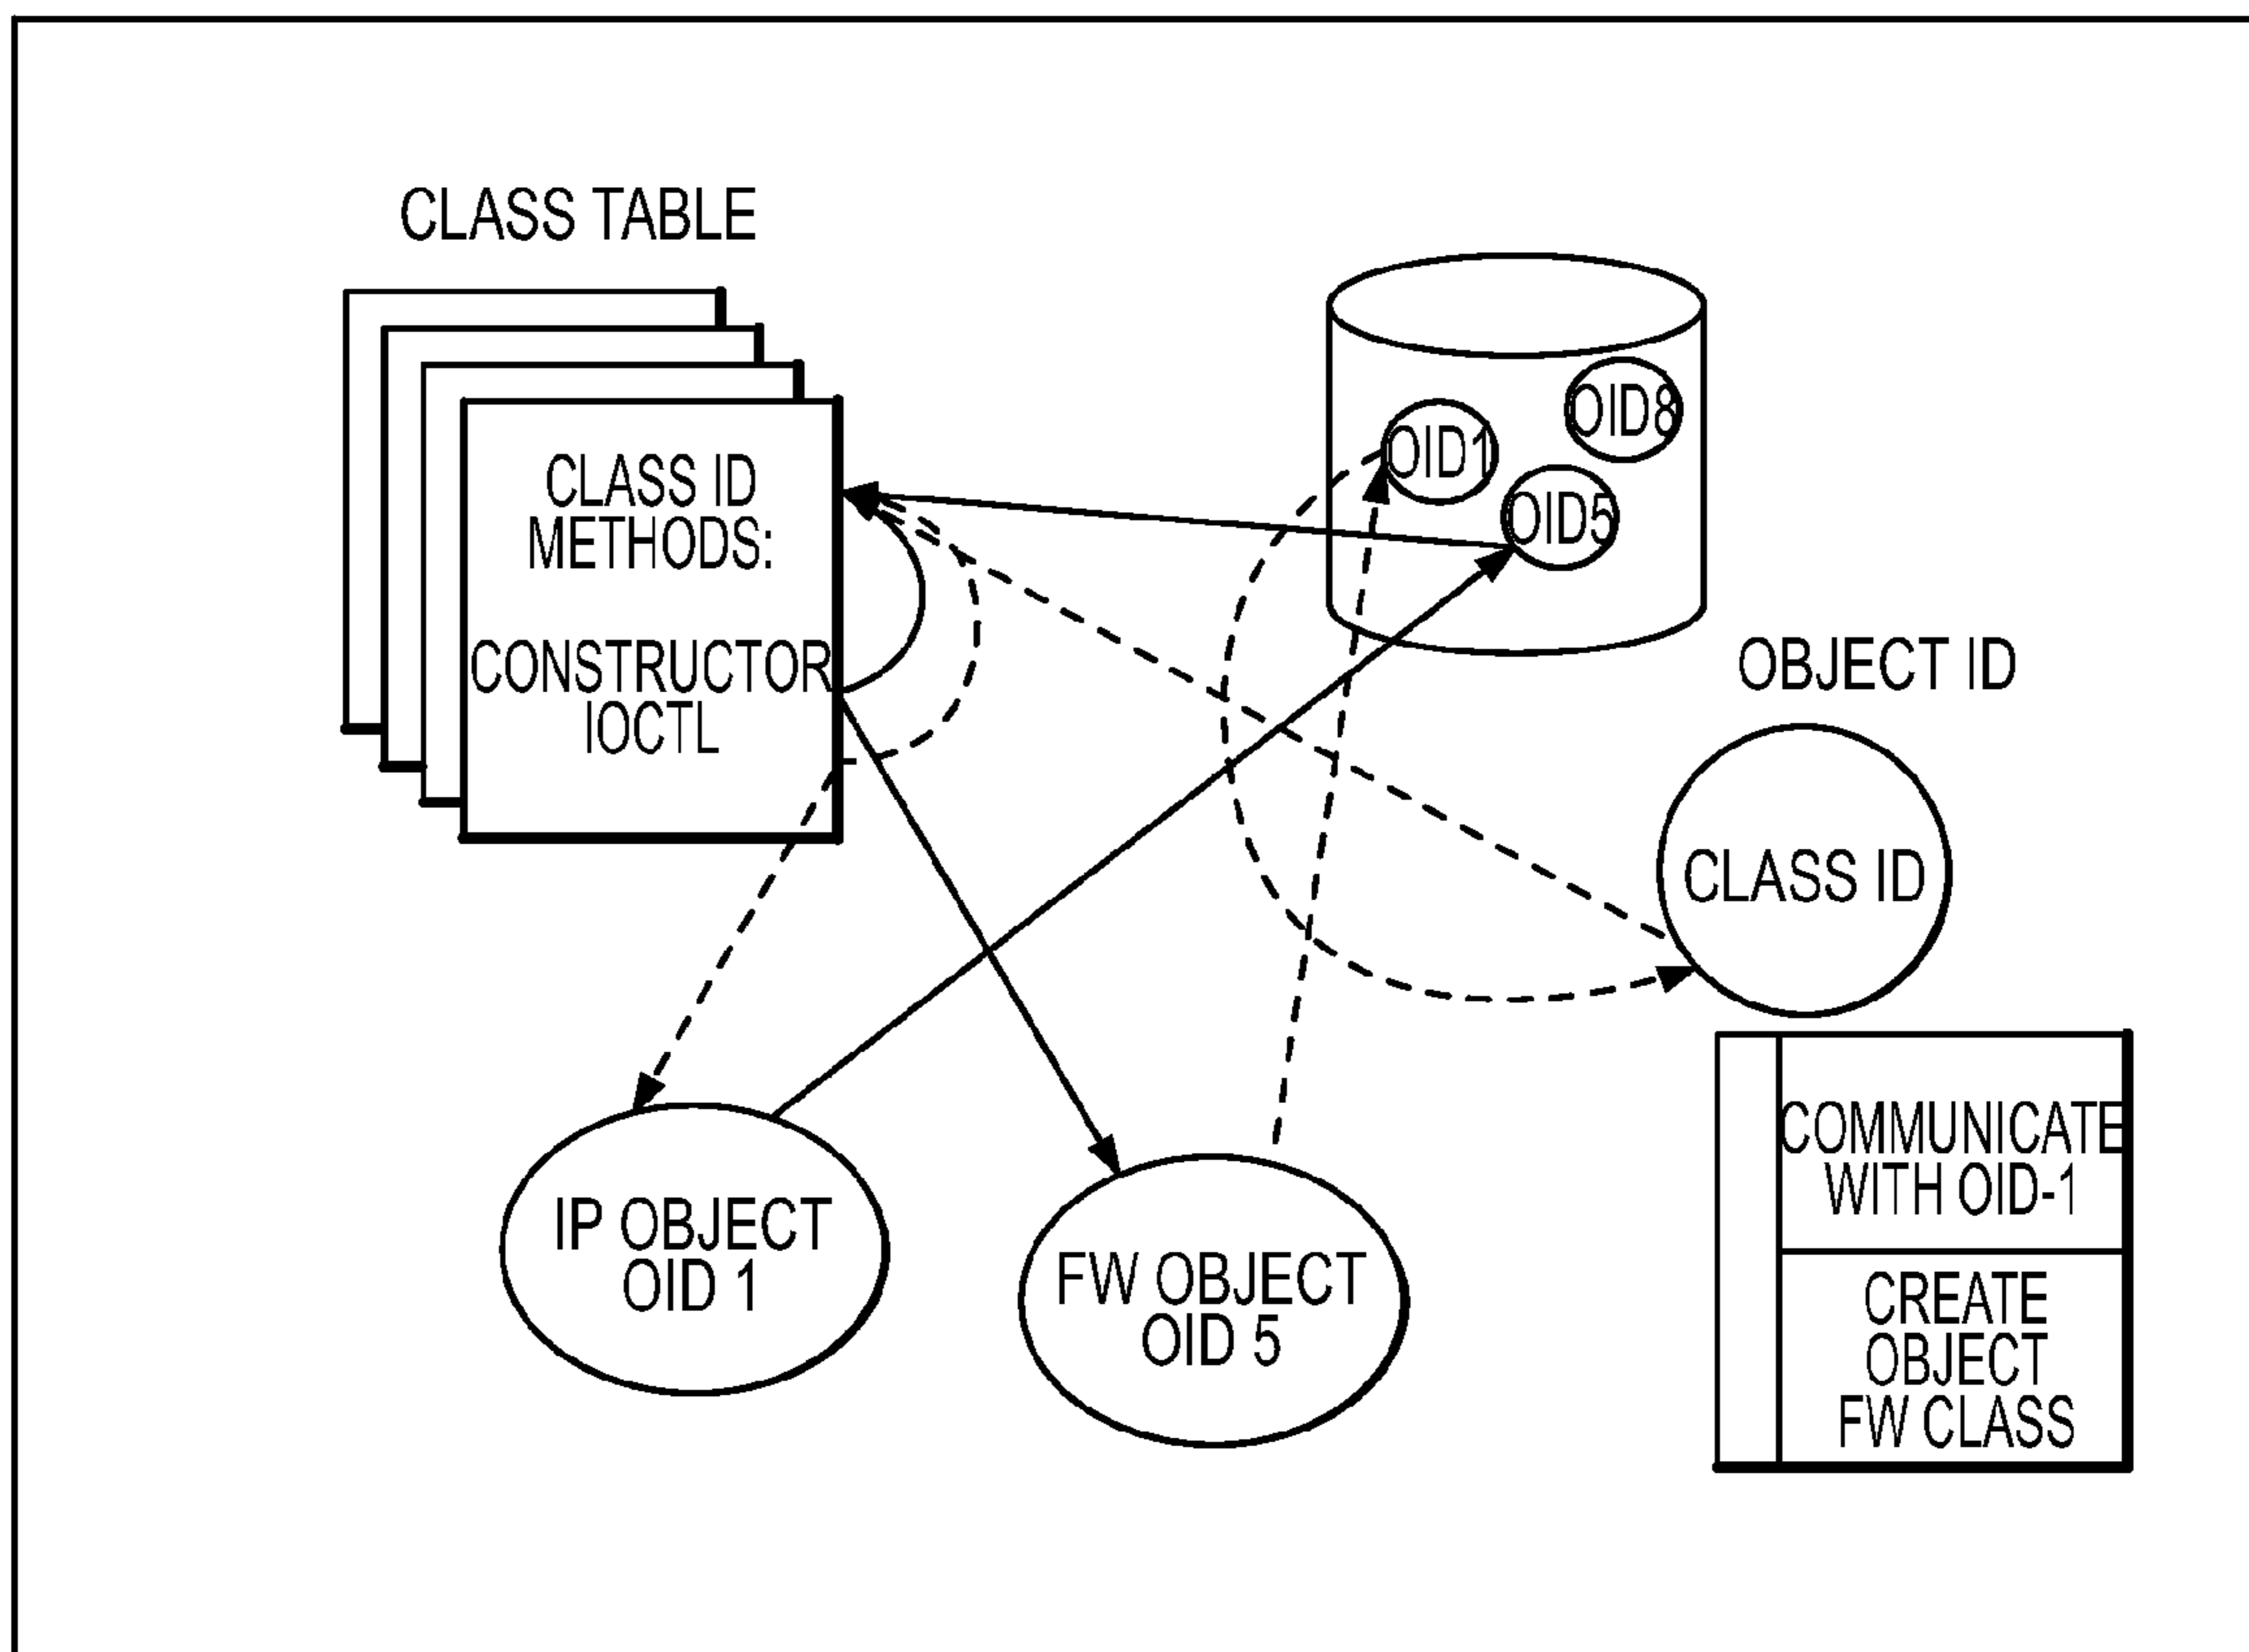 CLASS TABLE
CLASS ID
METHODS:
CONSTRUCTOR
IOCTL
OID8
OID1
OID5
OBJECT ID
CLASS ID
IP OBJECT
OID 1
FW OBJECT
OID 5
COMMUNICATE
WITH OID-1
CREATE
OBJECT
FW CLASS